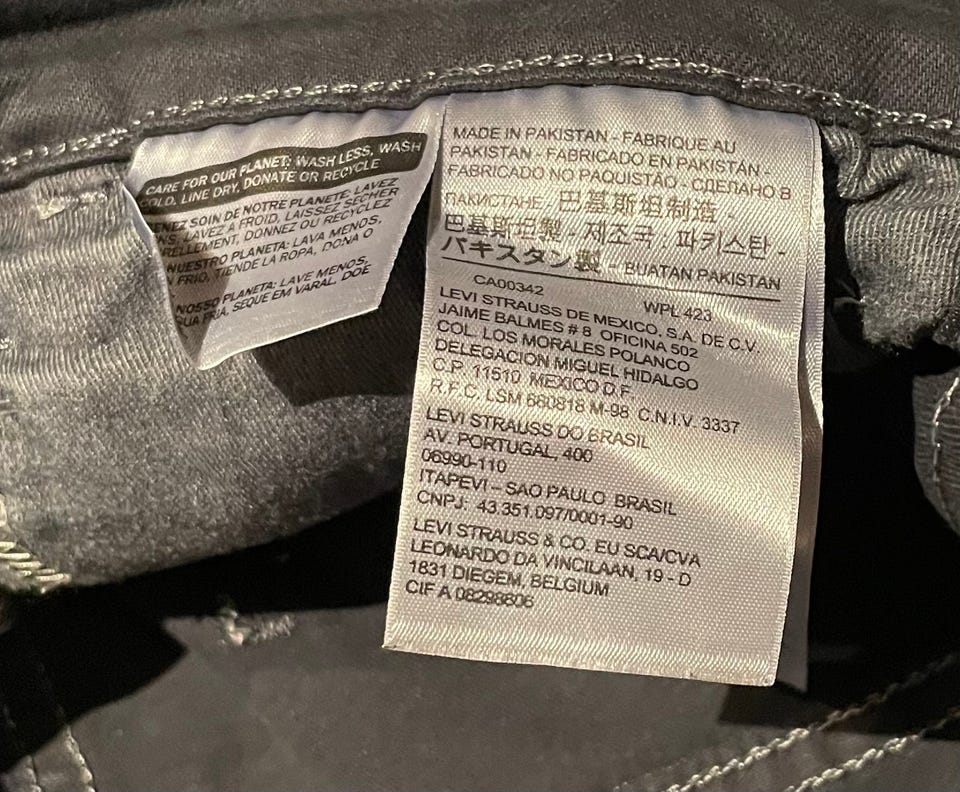 CARE FOR OUR PLANET: WASH LESS, WASH
COLD, LINE DRY, DONATE OR RECYCLE
ENEZ SOIN DE NOTRE PLANETE: LAVEZ
NS, LAVEZ A FROID, LAISSEZ SECHER
RELLEMENT, DONNEZ OU RECYCLEZ
NUESTRO PLANETA: LAVA MENOS,
N FRIO, TIENDE LA ROPA, DONA O
NOSSO PLANETA: LAVE MENOS,
GUA FRIA, SEQUE EM VARAL, DOE
MADE IN PAKISTAN - FABRIQUE AU
PAKISTAN - FABRICADO EN PAKISTÁN -
FABRICADO NO PAQUISTÃO - СДЕЛАНО В
ПАКИСТАНЕ - 巴基斯坦制造
巴基斯坦製 - 제조국 : 파키스탄
パキスタン製 - BUATAN PAKISTAN
CA00342 WPL 423
LEVI STRAUSS DE MEXICO, S.A. DE C.V.
JAIME BALMES # 8 OFICINA 502
COL. LOS MORALES POLANCO
DELEGACION MIGUEL HIDALGO
C.P. 11510 MEXICO D.F.
R.F.C. LSM 660818 M-98 C.N.I.V. 3337
LEVI STRAUSS DO BRASIL
AV. PORTUGAL, 400
06990-110
ITAPEVI – SAO PAULO BRASIL
CNPJ: 43.351.097/0001-90
LEVI STRAUSS & CO. EU SCA/CVA
LEONARDO DA VINCILAAN, 19 - D
1831 DIEGEM, BELGIUM
CIF A 08298806